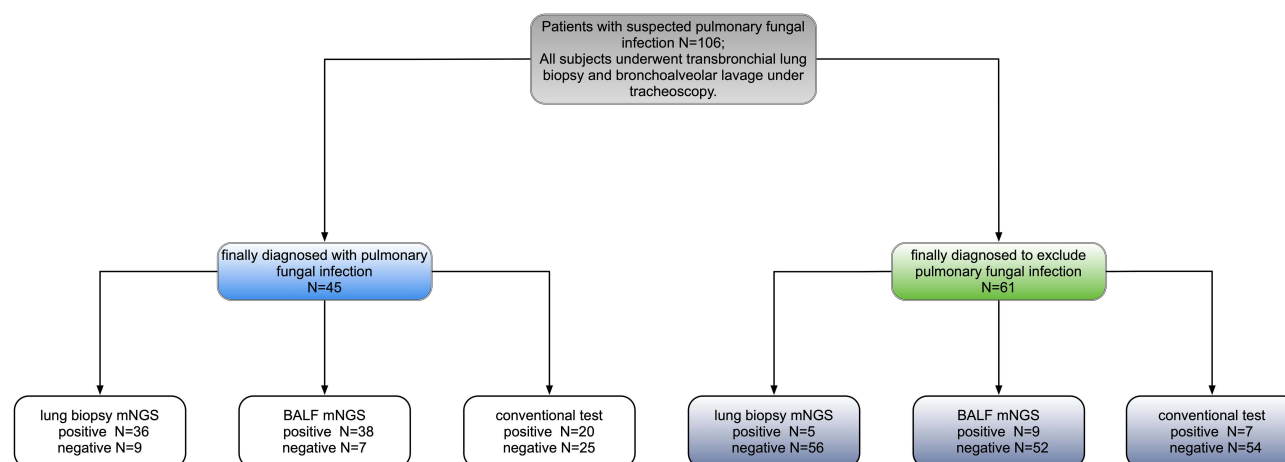 Patients with suspected pulmonary fungal
infection N=106;
All subjects underwent transbronchial lung
biopsy and bronchoalveolar lavage under
tracheoscopy.
finally diagnosed with pulmonary
fungal infection
N=45
finally diagnosed to exclude
pulmonary fungal infection
N=61
lung biopsy mNGS
positive N=36
negative N=9
BALF mNGS
positive N=38
negative N=7
conventional test
positive N=20
negative N=25
lung biopsy mNGS
positive N=5
negative N=56
BALF mNGS
positive N=9
negative N=52
conventional test
positive N=7
negative N=54